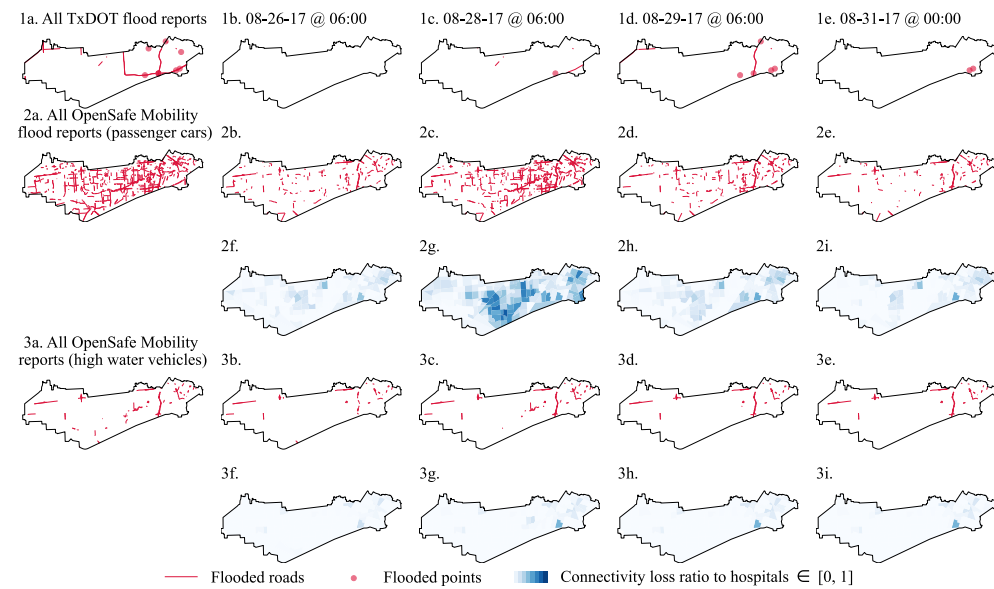 1a. All TxDOT flood reports
1b. 08-26-17 @ 06:00
1c. 08-28-17 @ 06:00
1d. 08-29-17 @ 06:00
1e. 08-31-17 @ 00:00
2a. All OpenSafe Mobility
flood reports (passenger cars)
2b.
2c.
2d.
2e.
2f.
2g.
2h.
2i.
3a. All OpenSafe Mobility
reports (high water vehicles)
3b.
3c.
3d.
3e.
3f.
3g.
3h.
3i.
Flooded roads
Flooded points
Connectivity loss ratio to hospitals ∈ [0, 1]